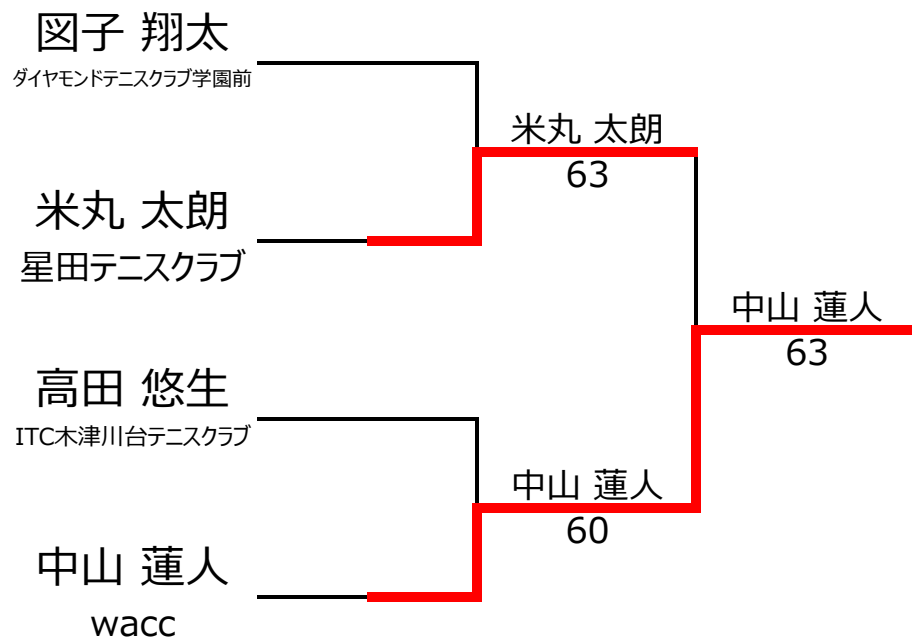 図子 翔太
ダイヤモンドテニスクラブ学園前
米丸 太朗
63
米丸 太朗
星田テニスクラブ
中山 蓮人
63
高田 悠生
ITC木津川台テニスクラブ
中山 蓮人
60
中山 蓮人
wacc